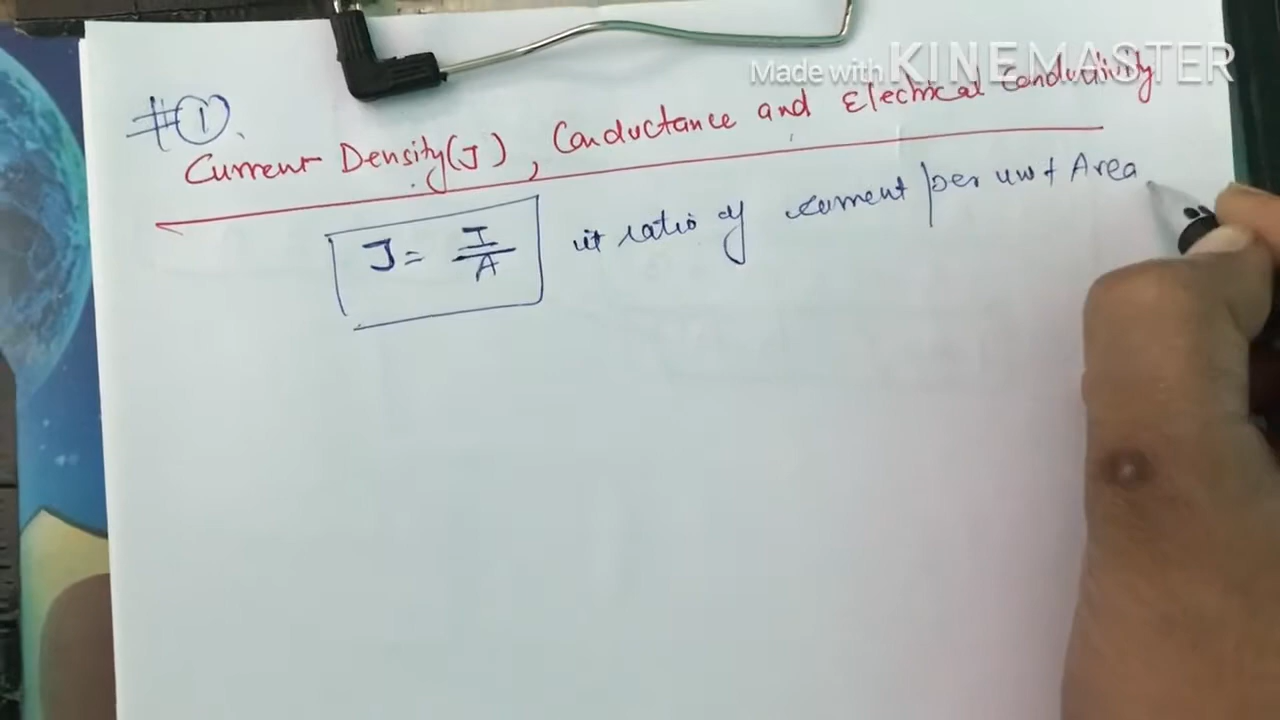 Made with KINEMASTER
#①.
Current Density(J), Conductance and Electrical Conductivity
J = I/A it ratio of current per unit Area